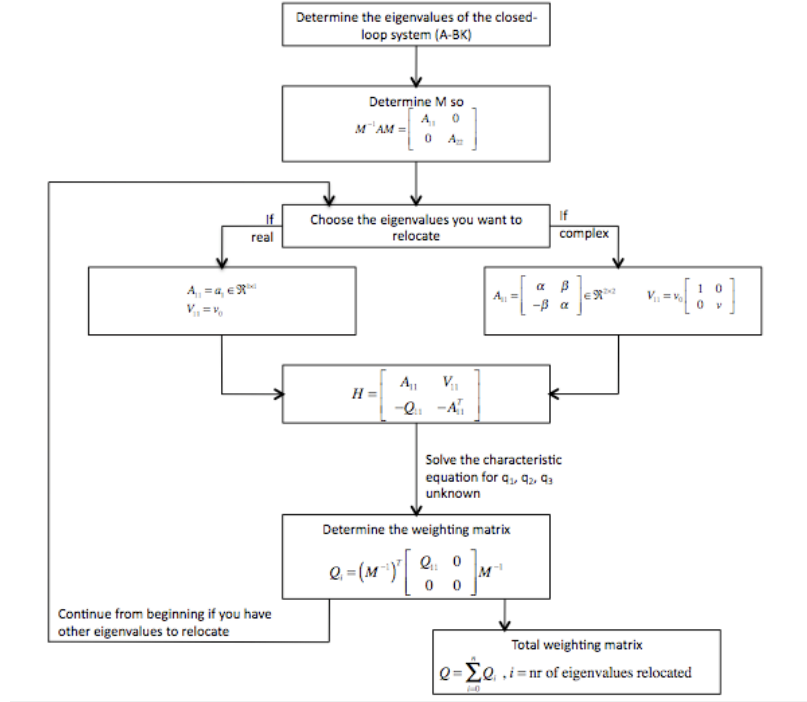 Determine the eigenvalues of the closed-
loop system (A-BK)
Determine M so
M⁻¹AM = [ A₁₁ 0
0 A₂₂ ]
If
real
Choose the eigenvalues you want to
relocate
If
complex
A₁₁ = a₁ ∈ ℜ¹ˣ¹
V₁₁ = v₀
A₁₁ = [ α β
-β α ] ∈ ℜ²ˣ² V₁₁ = v₀ [ 1 0
0 v ]
H = [ A₁₁ V₁₁
-Q₁₁ -A₁₁ᵀ ]
Solve the characteristic
equation for q₁, q₂, q₃
unknown
Determine the weighting matrix
Qᵢ = (M⁻¹)ᵀ [ Q₁₁ 0
0 0 ] M⁻¹
Continue from beginning if you have
other eigenvalues to relocate
Total weighting matrix
Q = ∑ⁿᵢ₌₀ Qᵢ , i = nr of eigenvalues relocated